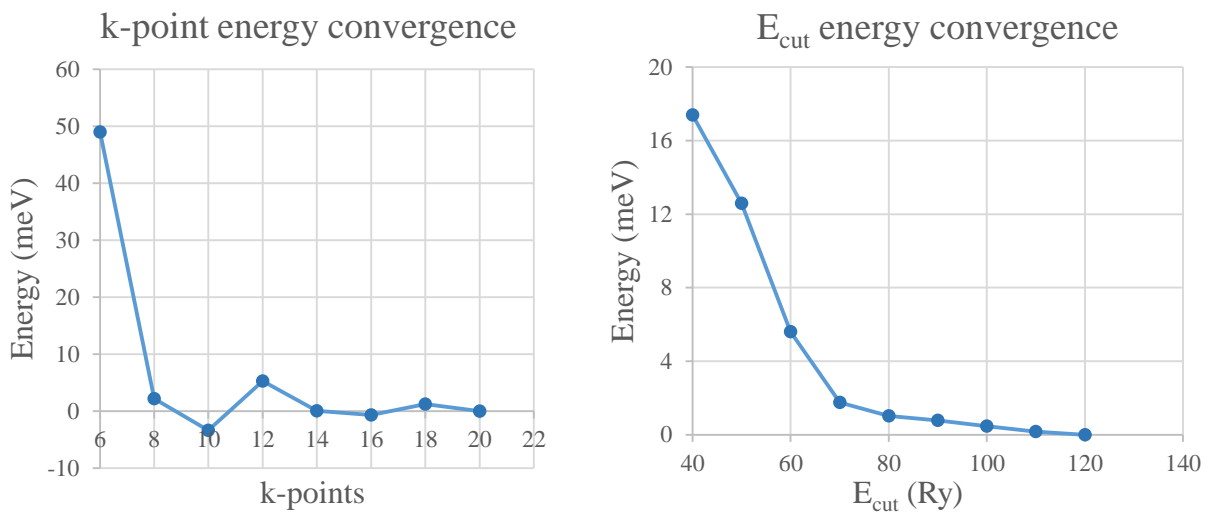 k-point energy convergence
60
50
40
30
20
10
0
-10
Energy (meV)
6 8 10 12 14 16 18 20 22
k-points
E_cut energy convergence
20
16
12
8
4
0
Energy (meV)
40 60 80 100 120 140
E_cut (Ry)